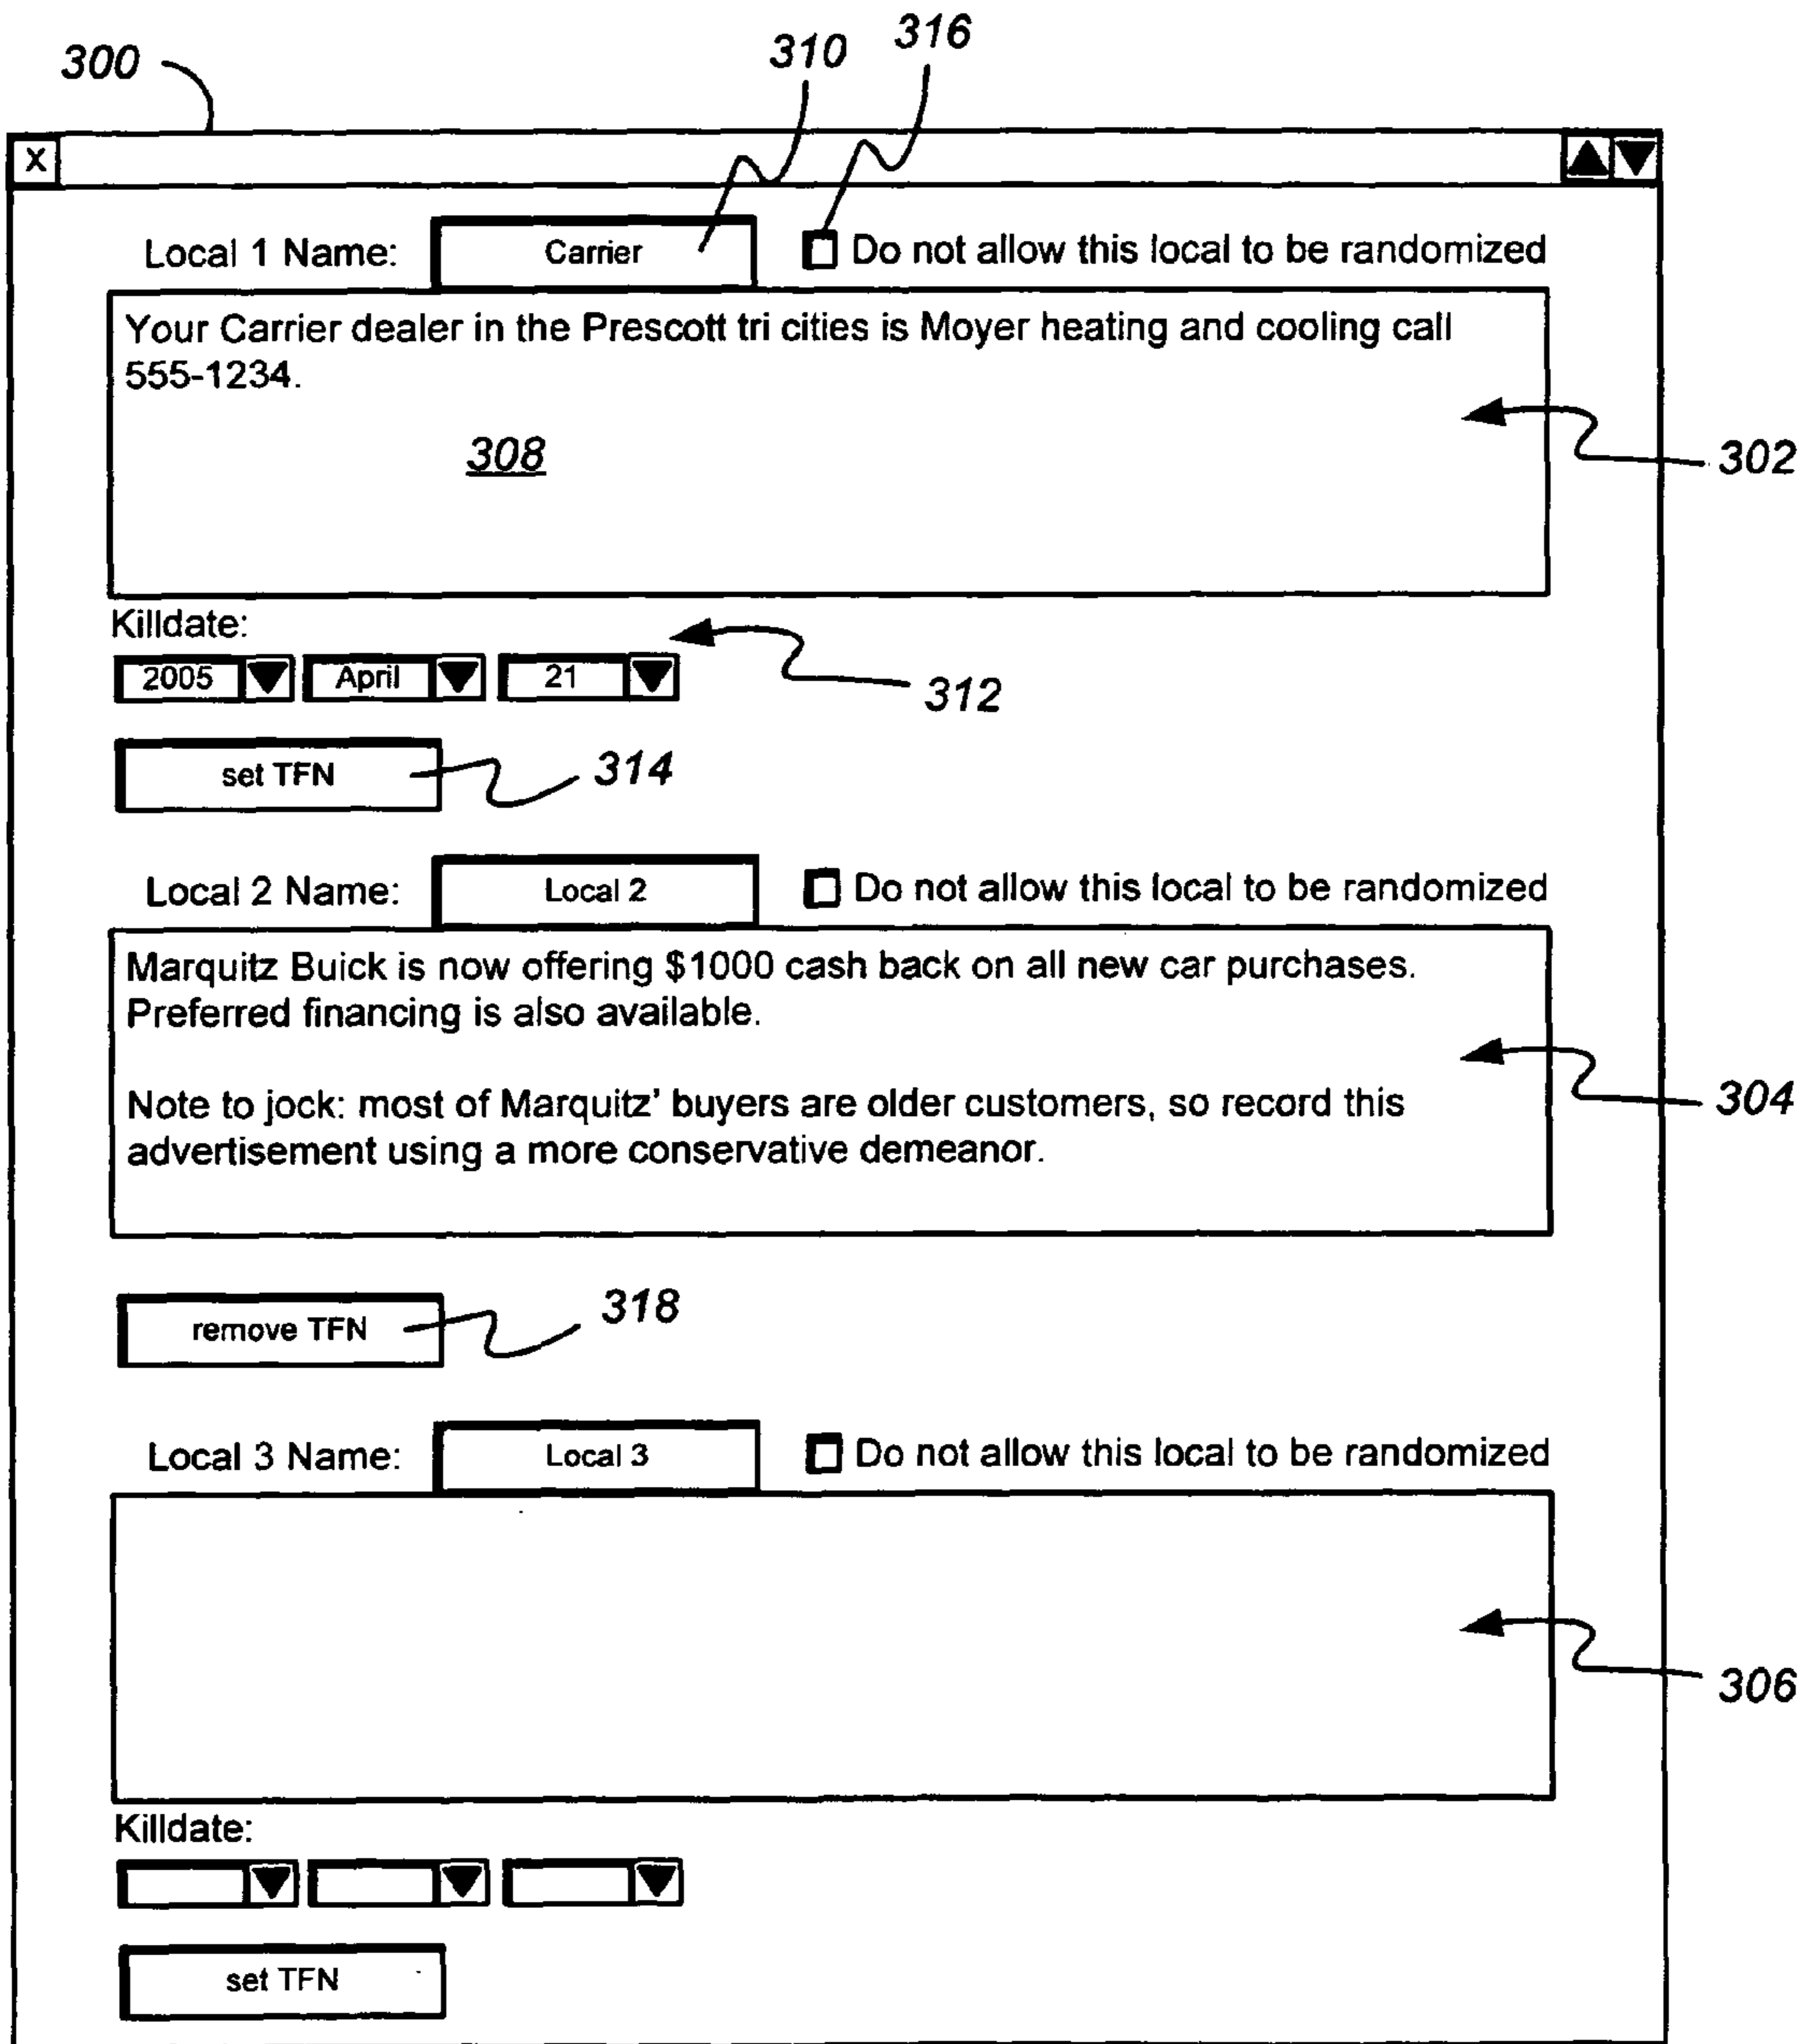 316
310
300
X
Local 1 Name: Carrier Do not allow this local to be randomized
Your Carrier dealer in the Prescott tri cities is Moyer heating and cooling call
555-1234.
308
302
Killdate:
2005 April 21
312
set TFN
314
Local 2 Name: Local 2 Do not allow this local to be randomized
Marquitz Buick is now offering $1000 cash back on all new car purchases.
Preferred financing is also available.
304
Note to jock: most of Marquitz' buyers are older customers, so record this
advertisement using a more conservative demeanor.
remove TFN
318
Local 3 Name: Local 3 Do not allow this local to be randomized
306
Killdate:
set TFN